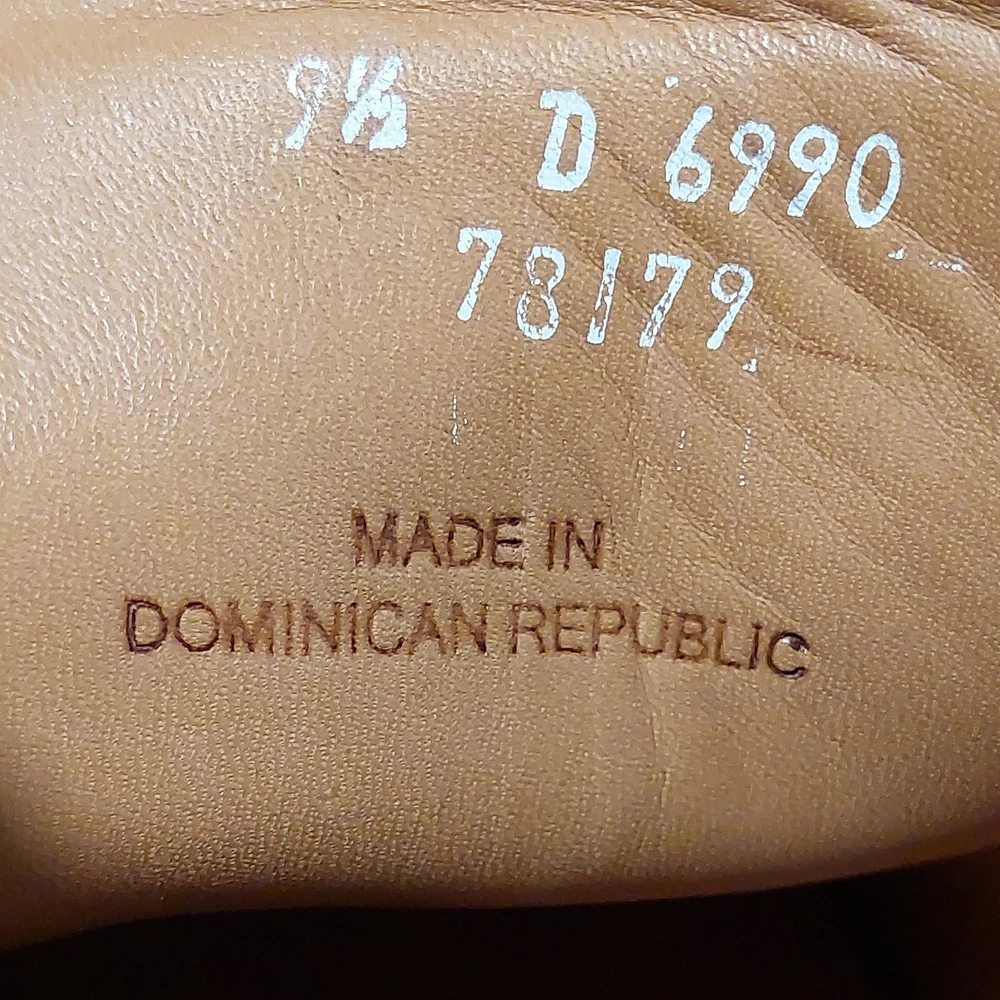 9½ D 6990
78179
MADE IN
DOMINICAN REPUBLIC